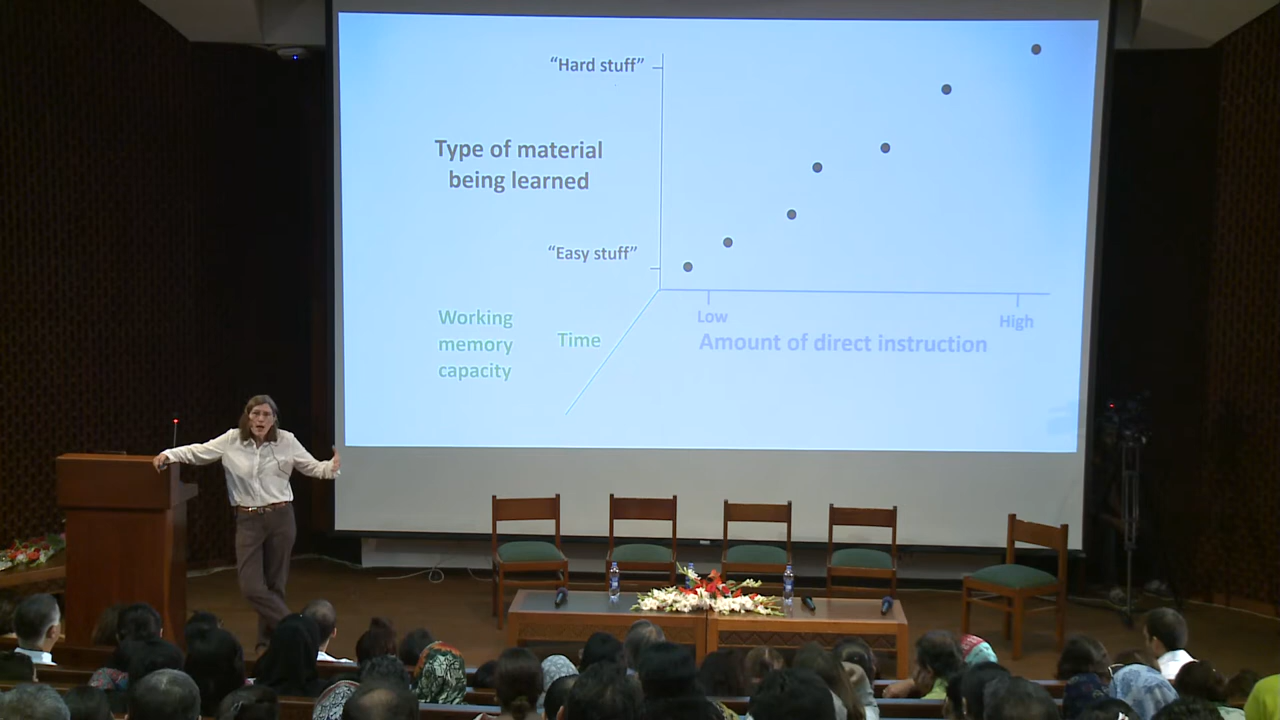 “Hard stuff”
Type of material
being learned
“Easy stuff”
Working
memory
capacity
Time
Low
High
Amount of direct instruction